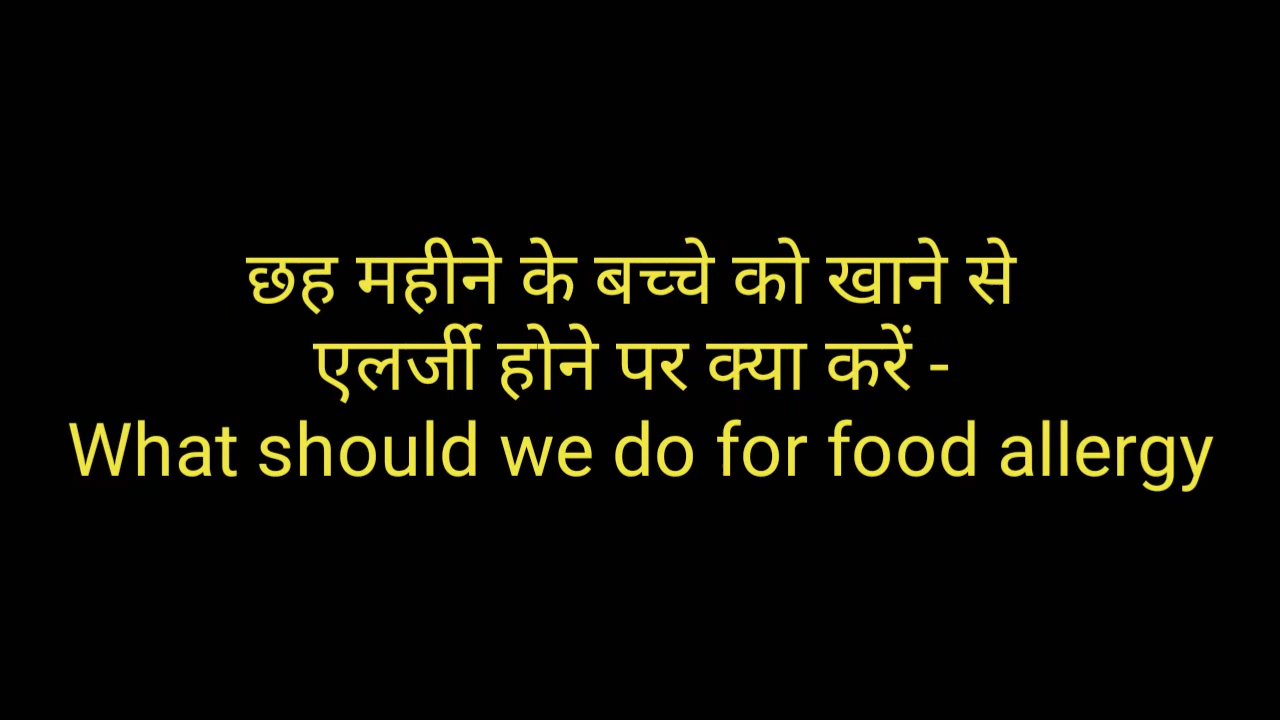 छह महीने के बच्चे को खाने से
एलर्जी होने पर क्या करें -
What should we do for food allergy